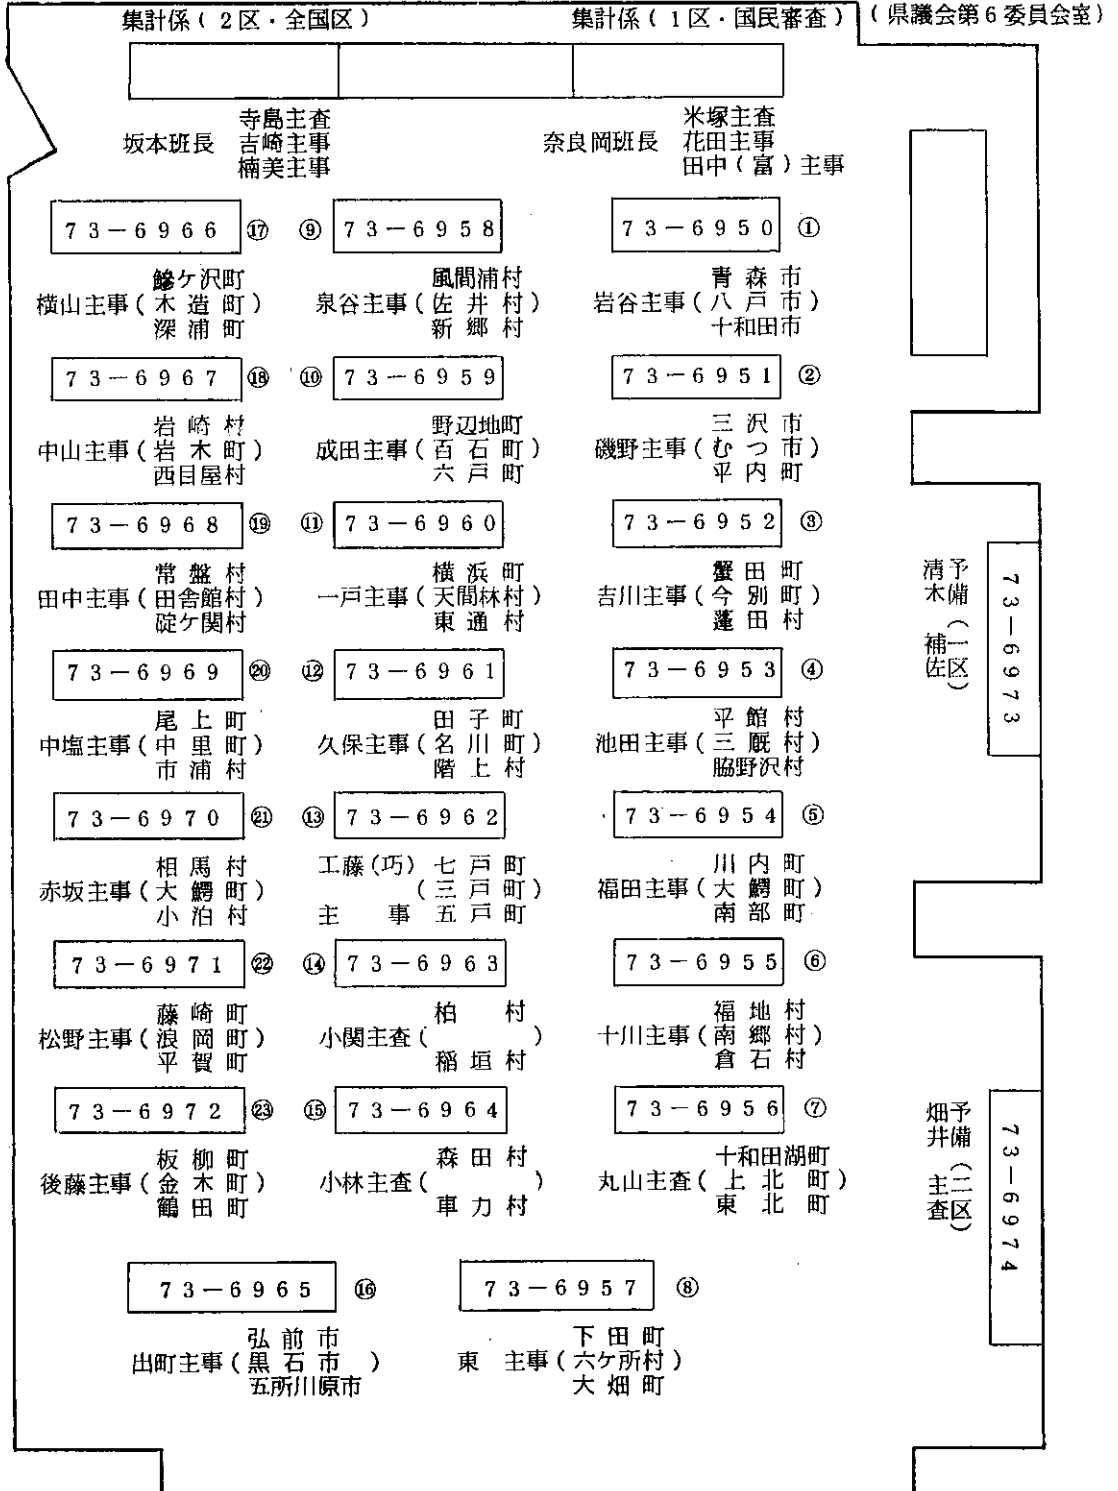 集計係(2区・全国区)
集計係(1区・国民審査)
(県議会第6委員会室)
坂本班長
寺島主査
吉崎主事
楠美主事
奈良岡班長
米塚主査
花田主事
田中(富)主事
73-6966 ⑰
鰺ケ沢町
横山主事(木造町)
深浦町
⑨ 73-6958
風間浦村
泉谷主事(佐井村)
新郷村
73-6950 ①
青森市
岩谷主事(八戸市)
十和田市
73-6967 ⑱
岩崎村
中山主事(岩木町)
西目屋村
⑩ 73-6959
野辺地町
成田主事(百石町)
六戸町
73-6951 ②
三沢市
磯野主事(むつ市)
平内町
73-6968 ⑲
常盤村
田中主事(田舎館村)
碇ケ関村
⑪ 73-6960
横浜町
一戸主事(天間林村)
東通村
73-6952 ③
蟹田町
吉川主事(今別町)
蓬田村
73-6969 ⑳
尾上町
中塩主事(中里町)
市浦村
⑫ 73-6961
田子町
久保主事(名川町)
階上村
73-6953 ④
平館村
池田主事(三厩村)
脇野沢村
73-6970 ㉑
相馬村
赤坂主事(大鰐町)
小泊村
⑬ 73-6962
工藤(巧) 七戸町
(三戸町)
主事 五戸町
73-6954 ⑤
川内町
福田主事(大鰐町)
南部町
73-6971 ㉒
藤崎町
松野主事(浪岡町)
平賀町
⑭ 73-6963
柏村
小関主査( )
稲垣村
73-6955 ⑥
福地村
十川主事(南郷村)
倉石村
73-6972 ㉓
板柳町
後藤主事(金木町)
鶴田町
⑮ 73-6964
森田村
小林主査( )
車力村
73-6956 ⑦
十和田湖町
丸山主査(上北町)
東北町
73-6965 ⑯
弘前市
出町主事(黒石市)
五所川原市
73-6957 ⑧
下田町
東 主事(六ケ所村)
大畑町
予備(一区)
清木 補佐
73-6973
予備(二区)
畑井 主査
73-6974